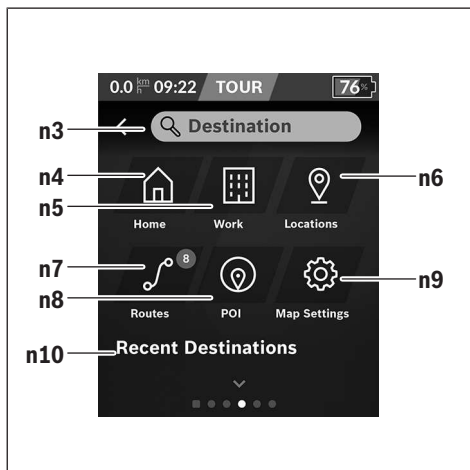 0.0 km/h 09:22 TOUR 76%
n3 Destination
n4 n6
n5
Home Work Locations
n7 8 n9
n8
Routes POI Map Settings
n10 Recent Destinations